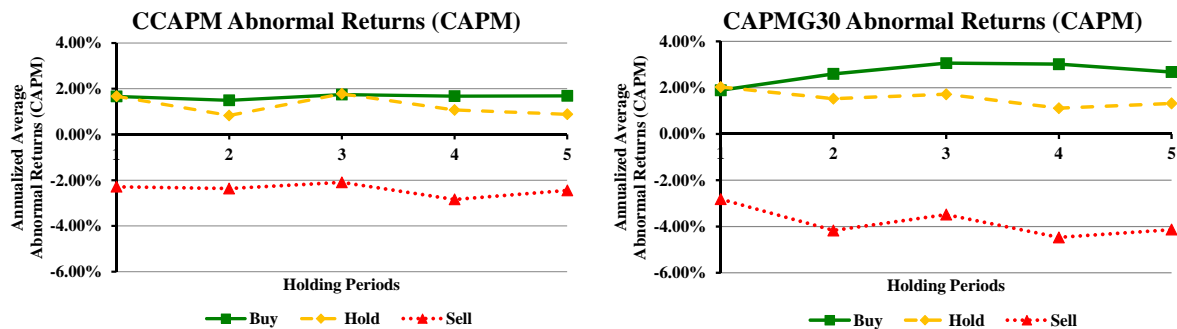 CCAPM Abnormal Returns (CAPM)
4.00%
2.00%
0.00%
-2.00%
-4.00%
-6.00%
1 2 3 4 5
Annualized Average
Abnormal Returns (CAPM)
Holding Periods
Buy Hold Sell
CAPMG30 Abnormal Returns (CAPM)
4.00%
2.00%
0.00%
-2.00%
-4.00%
-6.00%
1 2 3 4 5
Annualized Average
Abnormal Returns (CAPM)
Holding Periods
Buy Hold Sell